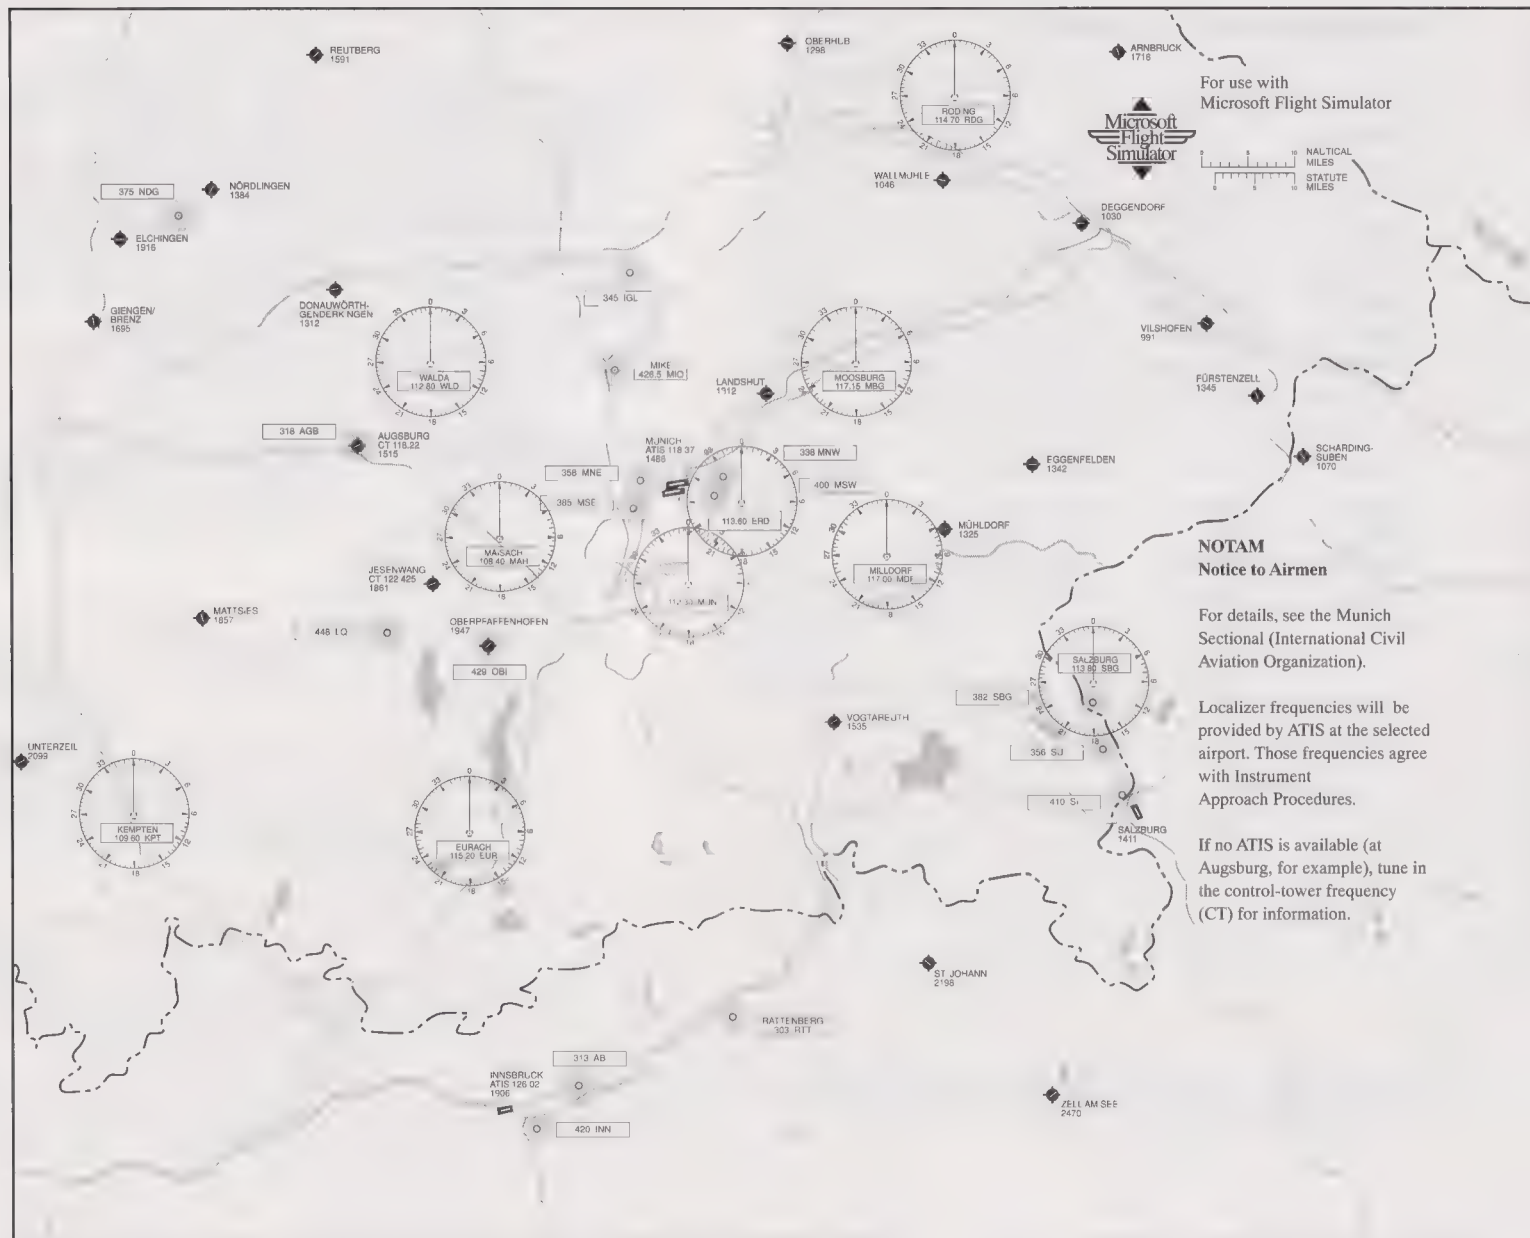 REUTBERG
1591
OBERHUB
1298
ARNBRUCK
1716
For use with
Microsoft Flight Simulator
Microsoft
Flight
Simulator
0 5 10 NAUTICAL
MILES
0 5 10 STATUTE
MILES
RODING
114 70 RDG
WALLMUHLE
1046
DEGGENDORF
1030
375 NDG
NÖRDLINGEN
1384
ELCHINGEN
1916
345 IGL
DONAUWÖRTH-
GENDERKINGEN
1312
GIENGEN/
BRENZ
1695
VILSHOFEN
991
WALDA
112 80 WLD
MIKE
426.5 MIQ
LANDSHUT
1312
MOOSBURG
117.15 MBG
FÜRSTENZELL
1345
318 AGB
AUGSBURG
CT 118.22
1515
MUNICH
ATIS 118 37
1486
338 MNW
358 MNE
385 MSE
400 MSW
EGGENFELDEN
1342
SCHARDING-
SUBEN
1070
113.60 ERD
MAISACH
108 40 MAH
MÜHLDORF
1325
MILLDORF
117.00 MDF
JESENWANG
CT 122 425
1861
MATTSIES
1857
OBERPFAFFENHOFEN
1947
429 OBI
NOTAM
Notice to Airmen
For details, see the Munich
Sectional (International Civil
Aviation Organization).
Localizer frequencies will be
provided by ATIS at the selected
airport. Those frequencies agree
with Instrument
Approach Procedures.
If no ATIS is available (at
Augsburg, for example), tune in
the control-tower frequency
(CT) for information.
SALZBURG
113 80 SBG
382 SBG
VOGTAREUTH
1535
356 SU
SALZBURG
1411
UNTERZEIL
2099
KEMPTEN
109 60 KPT
EURACH
115.20 EUR
ST JOHANN
2198
RATTENBERG
303 RTT
313 AB
INNSBRUCK
ATIS 126 02
1906
420 INN
ZELL AM SEE
2470